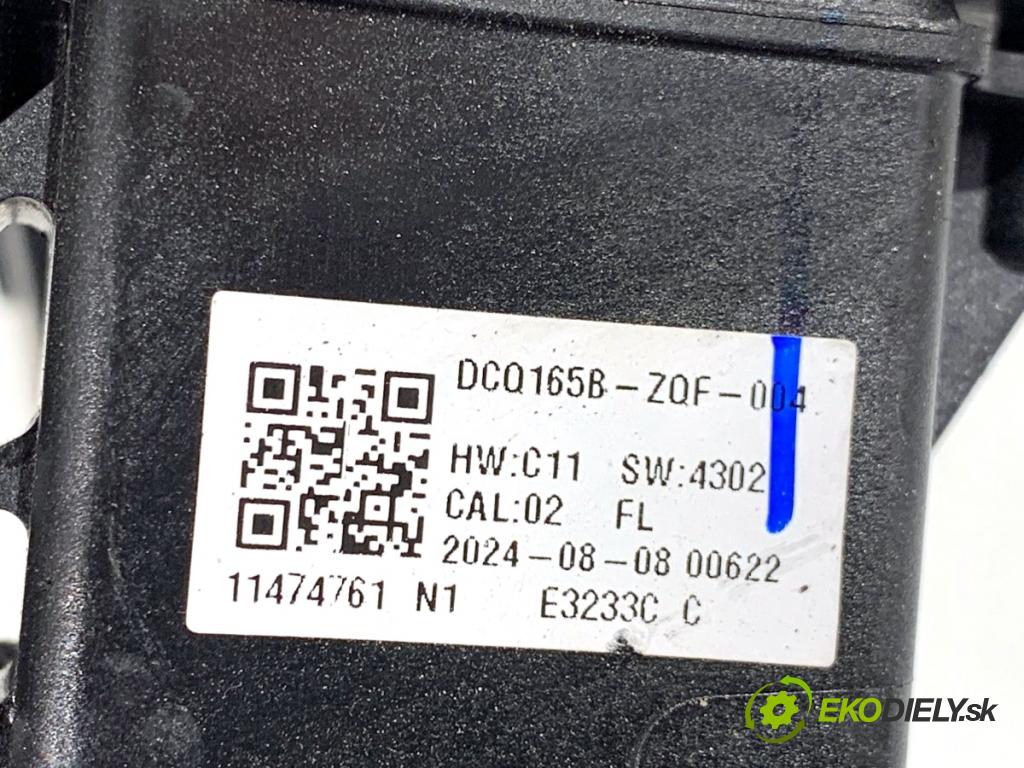 DCQ165B-ZQF-004
HW:C11 SW:4302
CAL:02 FL
2024-08-08 00622
11474761 N1 E3233C C
EKODIELY.sk